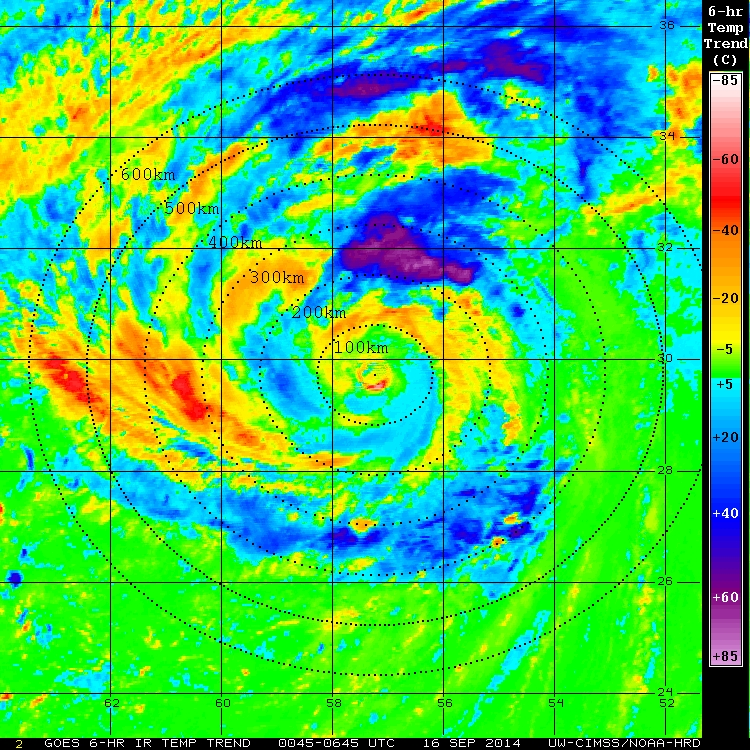 6-hr
Temp
Trend
(C)
-85
-60
-40
-20
-5
+5
+20
+40
+60
+85
36
34
32
30
28
26
24
600km
500km
400km
300km
200km
100km
62 60 58 56 54 52
2 GOES 6-HR IR TEMP TREND 0045-0645 UTC 16 SEP 2014 UW-CIMSS/NOAA-HRD